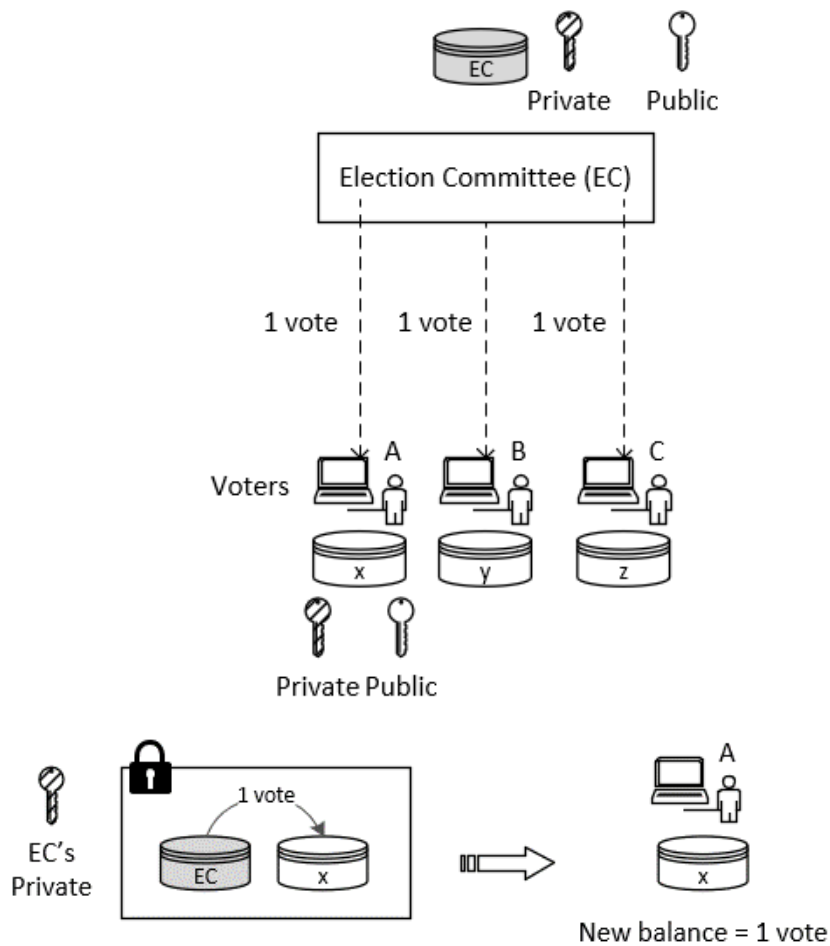 EC
Private Public
Election Committee (EC)
1 vote 1 vote 1 vote
A B C
Voters
x y z
Private Public
A
1 vote
EC's
Private
EC x
x
New balance = 1 vote